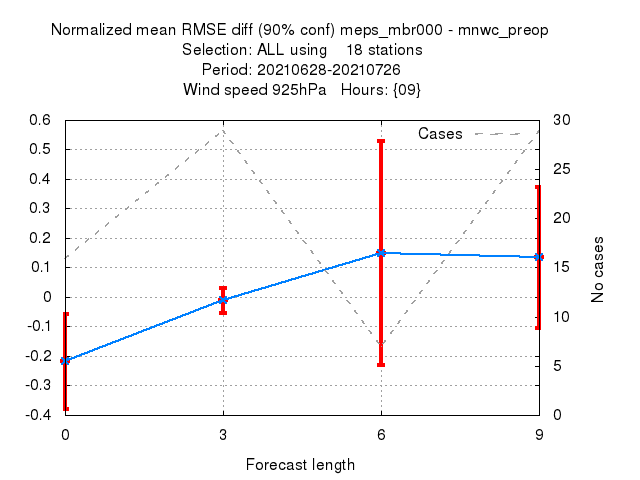 Normalized mean RMSE diff (90% conf) meps_mbr000 - mnwc_preop
Selection: ALL using 18 stations
Period: 20210628-20210726
Wind speed 925hPa Hours: {09}
Cases
0.6
0.5
0.4
0.3
0.2
0.1
0
-0.1
-0.2
-0.3
-0.4
30
25
20
15
10
5
0
No cases
0 3 6 9
Forecast length